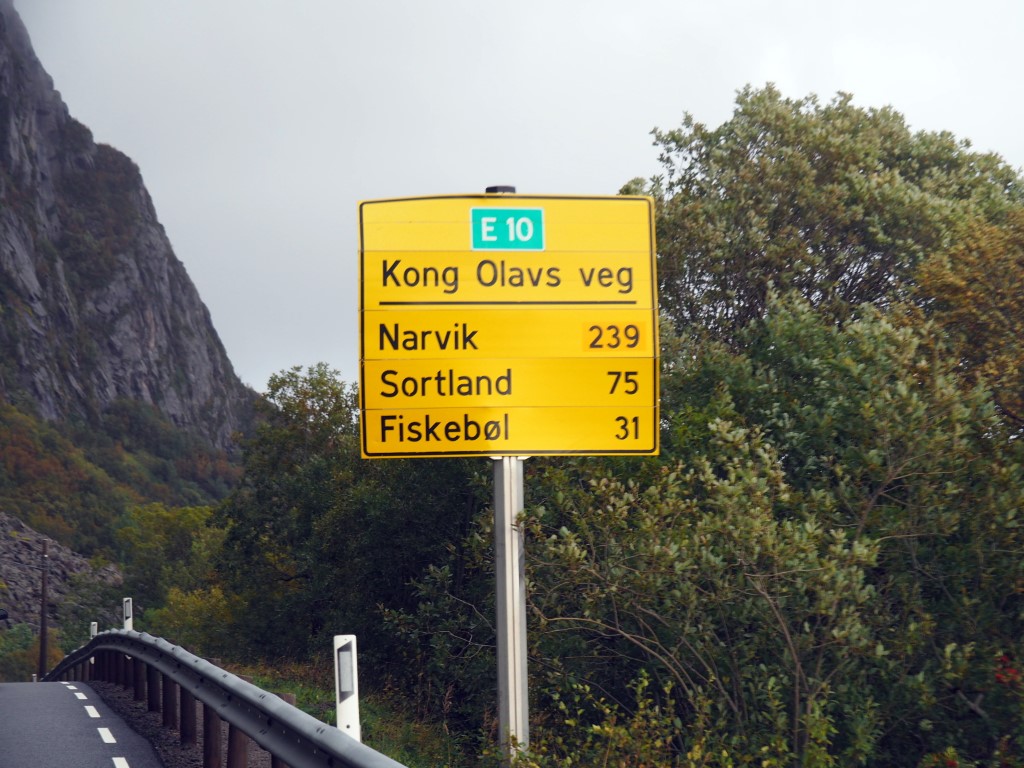 E 10
Kong Olavs veg
Narvik 239
Sortland 75
Fiskebøl 31